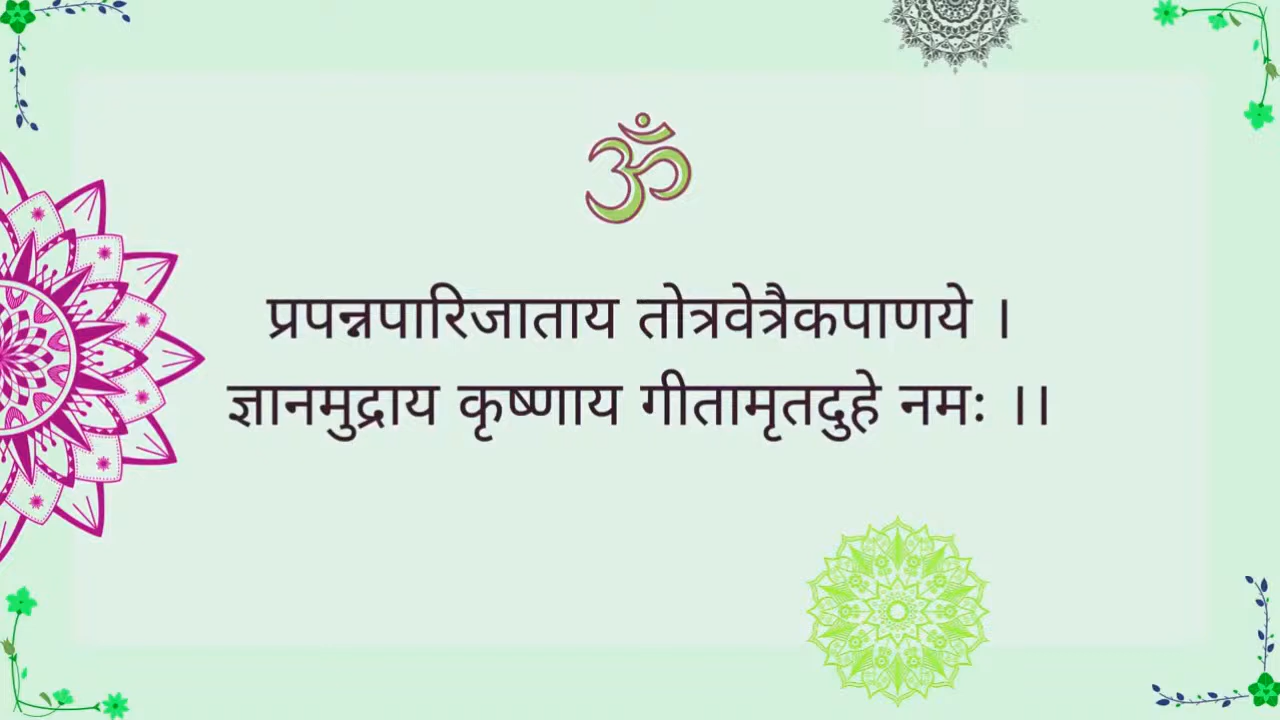 ॐ
प्रपन्नपारिजाताय तोत्रवेत्रैकपाणये ।
ज्ञानमुद्राय कृष्णाय गीतामृतदुहे नमः ।।